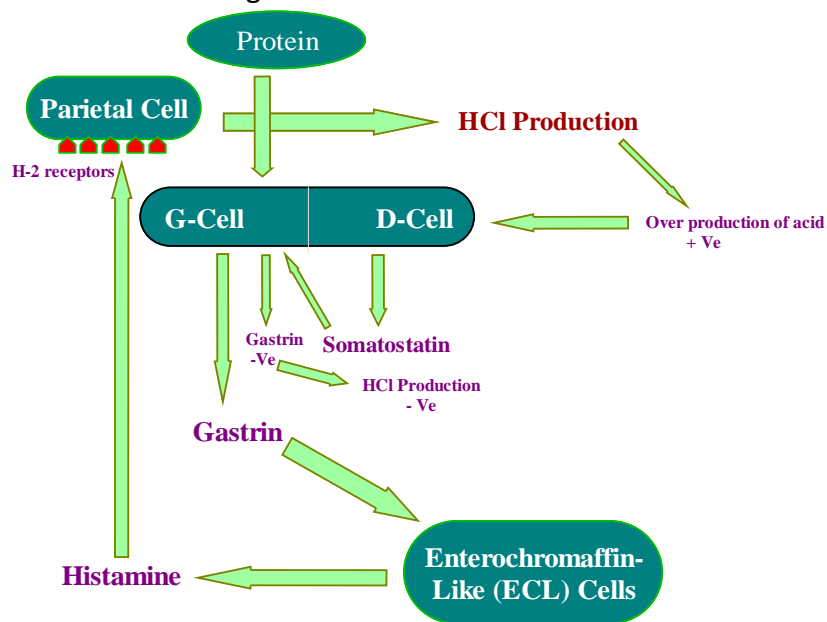 Protein
Parietal Cell
HCl Production
H-2 receptors
G-Cell
D-Cell
Over production of acid
+ Ve
Gastrin
-Ve
Somatostatin
HCl Production
- Ve
Gastrin
Histamine
Enterochromaffin-
Like (ECL) Cells